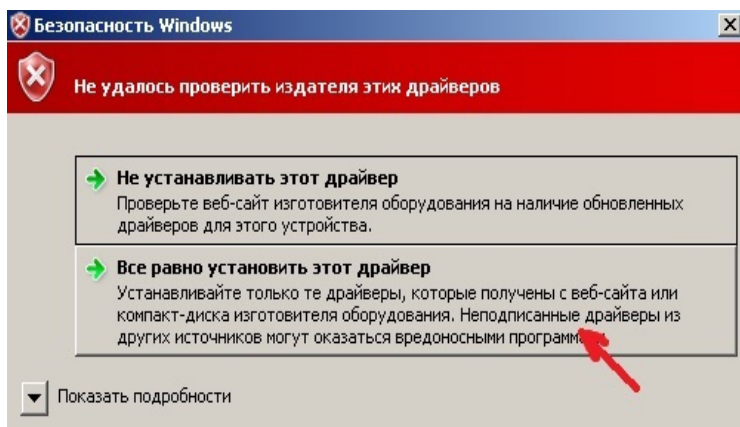 Безопасность Windows
Не удалось проверить издателя этих драйверов
Не устанавливать этот драйвер
Проверьте веб-сайт изготовителя оборудования на наличие обновленных
драйверов для этого устройства.
Все равно установить этот драйвер
Устанавливайте только те драйверы, которые получены с веб-сайта или
компакт-диска изготовителя оборудования. Неподписанные драйверы из
других источников могут оказаться вредоносными
Показать подробности